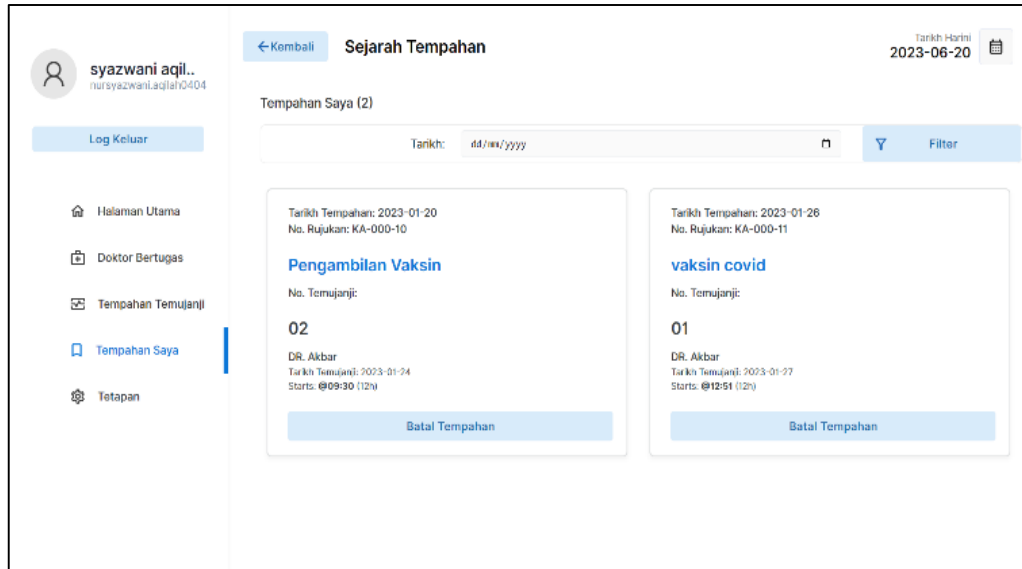 syazwani aqil..
nursyazwani.aqilah0404
Log Keluar
Halaman Utama
Doktor Bertugas
Tempahan Temujanji
Tempahan Saya
Tetapan
←Kembali
Sejarah Tempahan
Tarikh Harini
2023-06-20
Tempahan Saya (2)
Tarikh:
dd/mm/yyyy
Filter
Tarikh Tempahan: 2023-01-20
No. Rujukan: KA-000-10
Pengambilan Vaksin
No. Temujanji:
02
DR. Akbar
Tarikh Temujanji: 2023-01-24
Starts: @09:30 (12h)
Batal Tempahan
Tarikh Tempahan: 2023-01-26
No. Rujukan: KA-000-11
vaksin covid
No. Temujanji:
01
DR. Akbar
Tarikh Temujanji: 2023-01-27
Starts: @12:51 (12h)
Batal Tempahan